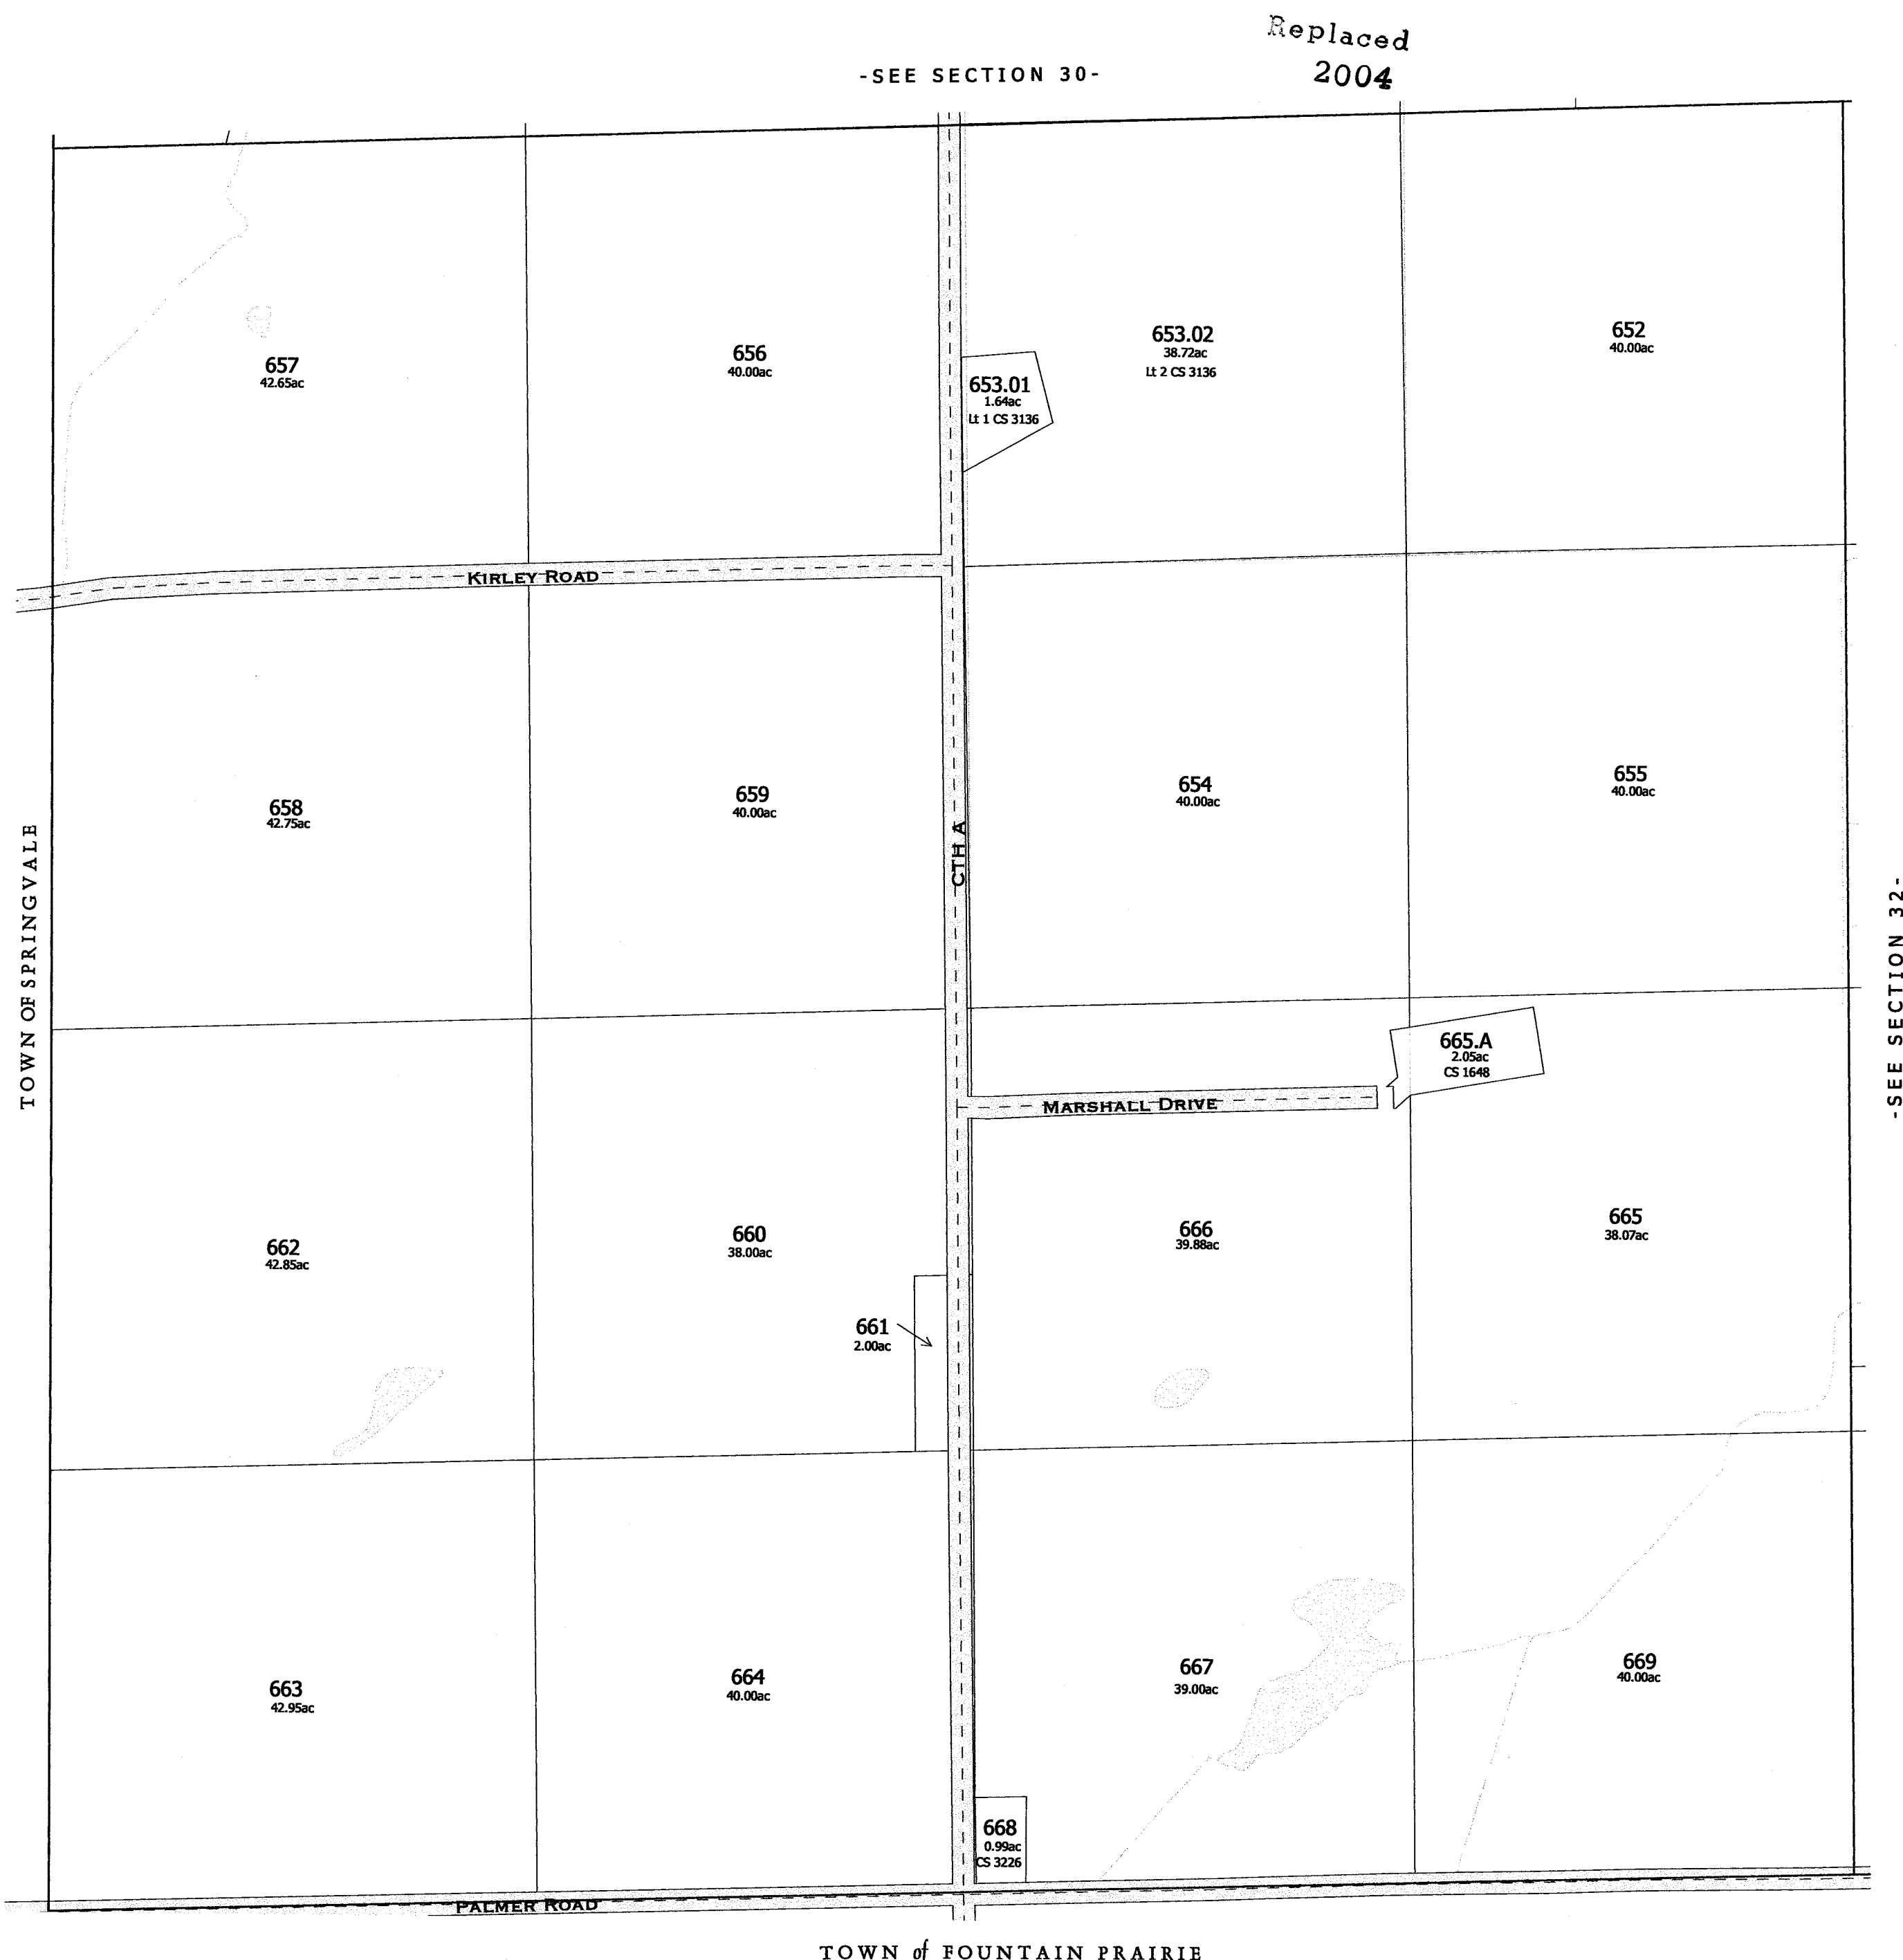 Replaced
2004
-SEE SECTION 30-
657
42.65ac
656
40.00ac
653.01
1.64ac
Lt 1 CS 3136
653.02
38.72ac
Lt 2 CS 3136
652
40.00ac
KIRLEY ROAD
658
42.75ac
659
40.00ac
CTH A
654
40.00ac
655
40.00ac
TOWN OF SPRINGVALE
-SEE SECTION 32-
665.A
2.05ac
CS 1648
MARSHALL DRIVE
662
42.85ac
660
38.00ac
661
2.00ac
666
39.88ac
665
38.07ac
663
42.95ac
664
40.00ac
667
39.00ac
669
40.00ac
668
0.99ac
CS 3226
PALMER ROAD
TOWN of FOUNTAIN PRAIRIE